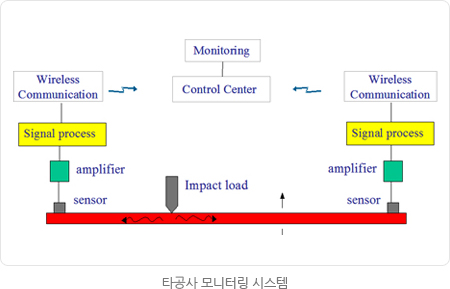 Monitoring
Wireless
Communication
Control Center
Wireless
Communication
Signal process
Signal process
amplifier
amplifier
Impact load
sensor
sensor
타공사 모니터링 시스템